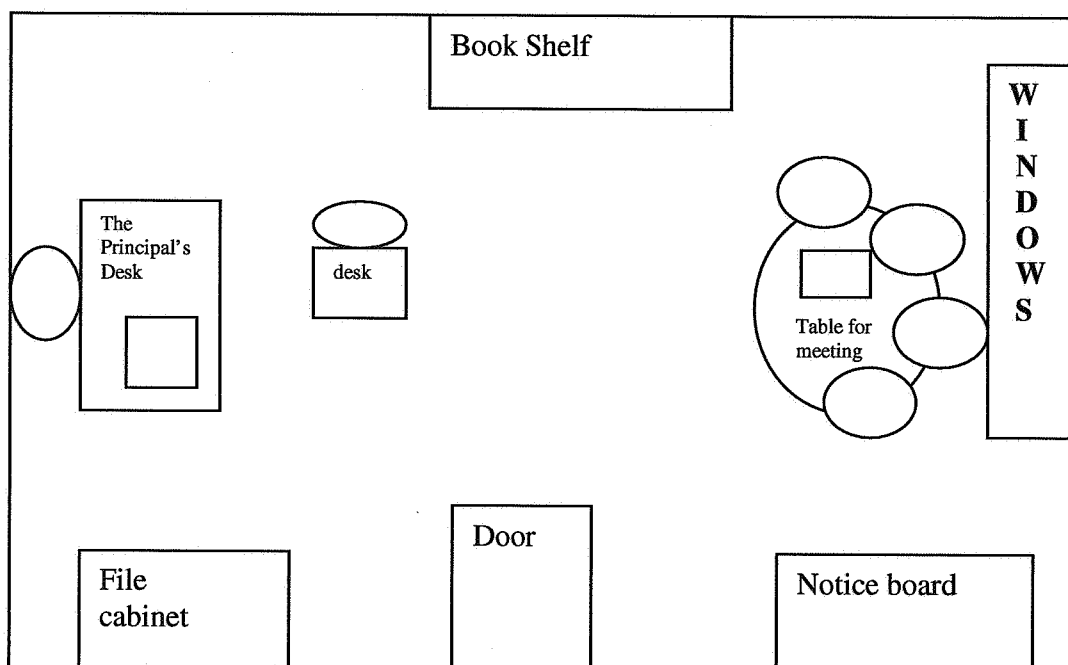 Book Shelf
W
I
N
D
O
W
S
The
Principal's
Desk
desk
Table for
meeting
Door
File
cabinet
Notice board